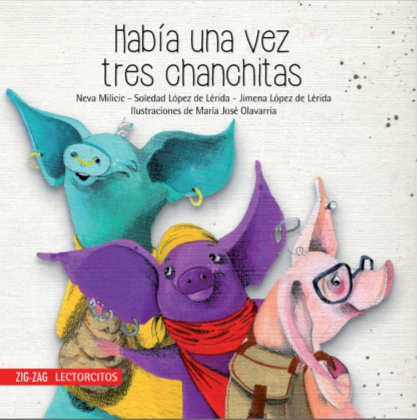 Había una vez
tres chanchitas
Neva Milicic - Soledad López de Lérida - Jimena López de Lérida
Ilustraciones de María José Olavarría
ZIG-ZAG LECTORCITOS